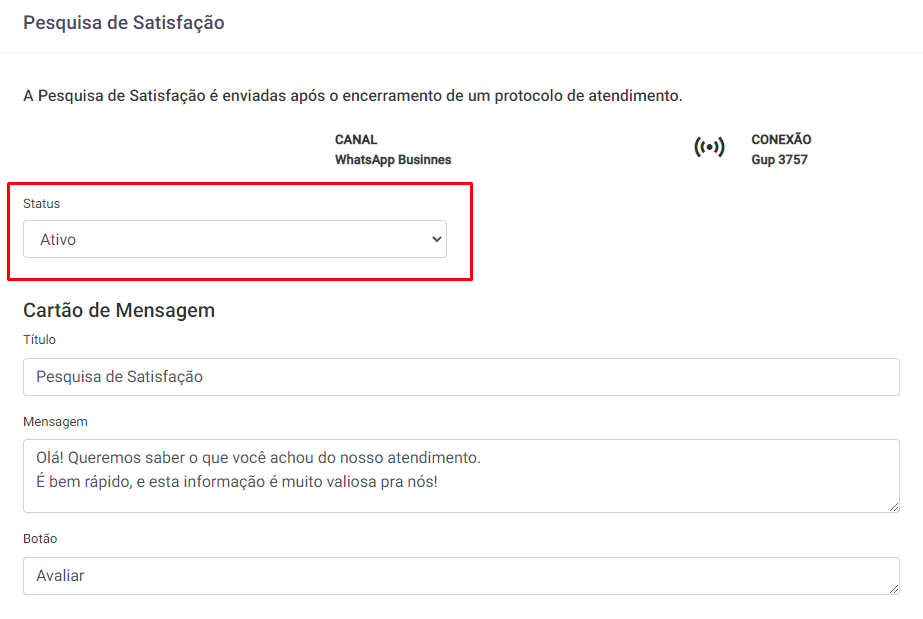 Pesquisa de Satisfação
A Pesquisa de Satisfação é enviadas após o encerramento de um protocolo de atendimento.
CANAL
WhatsApp Businnes
CONEXÃO
Gup 3757
Status
Ativo
Cartão de Mensagem
Título
Pesquisa de Satisfação
Mensagem
Olá! Queremos saber o que você achou do nosso atendimento.
É bem rápido, e esta informação é muito valiosa pra nós!
Botão
Avaliar